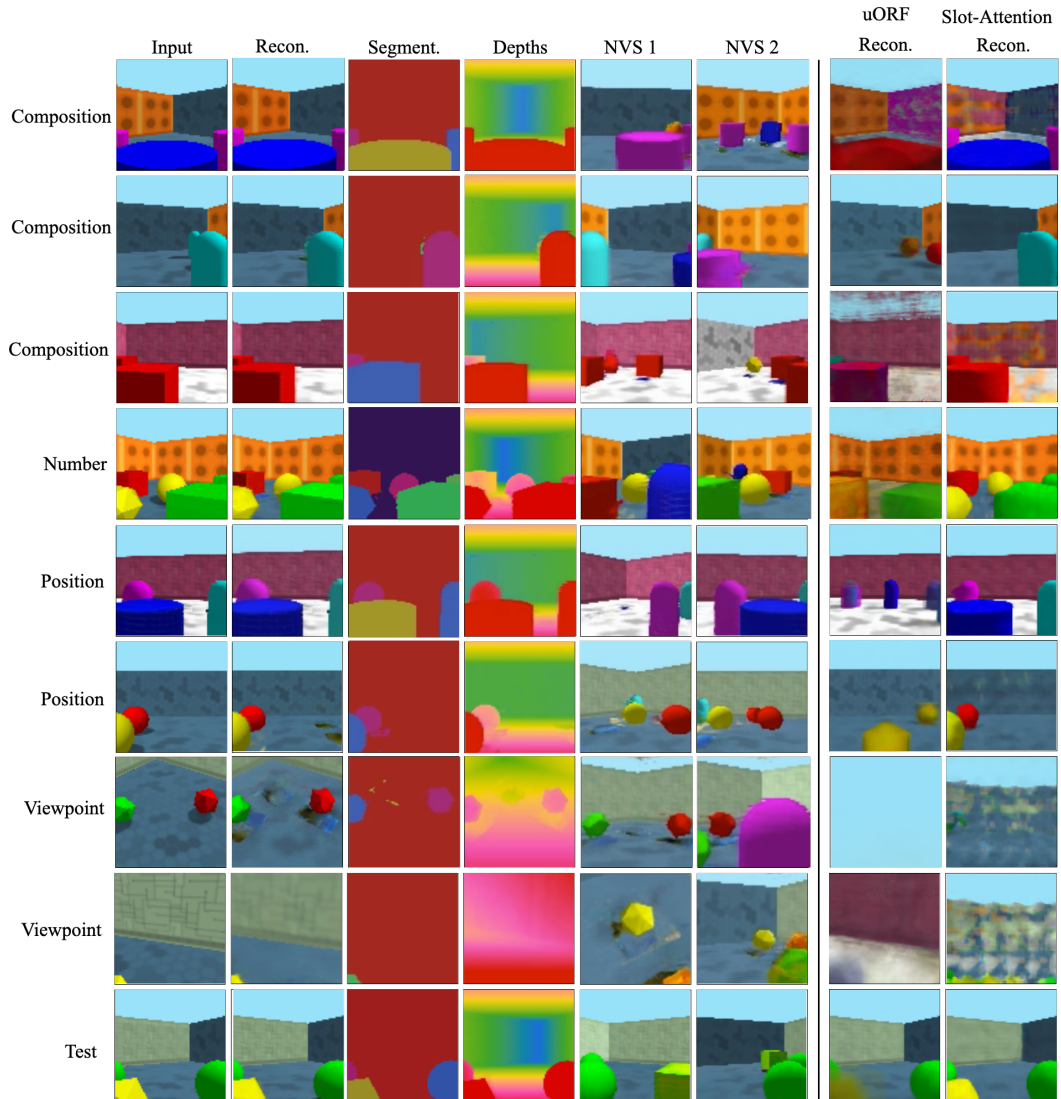 uORF Slot-Attention
Input Recon. Segment. Depths NVS 1 NVS 2 Recon. Recon.
Composition
Composition
Composition
Number
Position
Position
Viewpoint
Viewpoint
Test